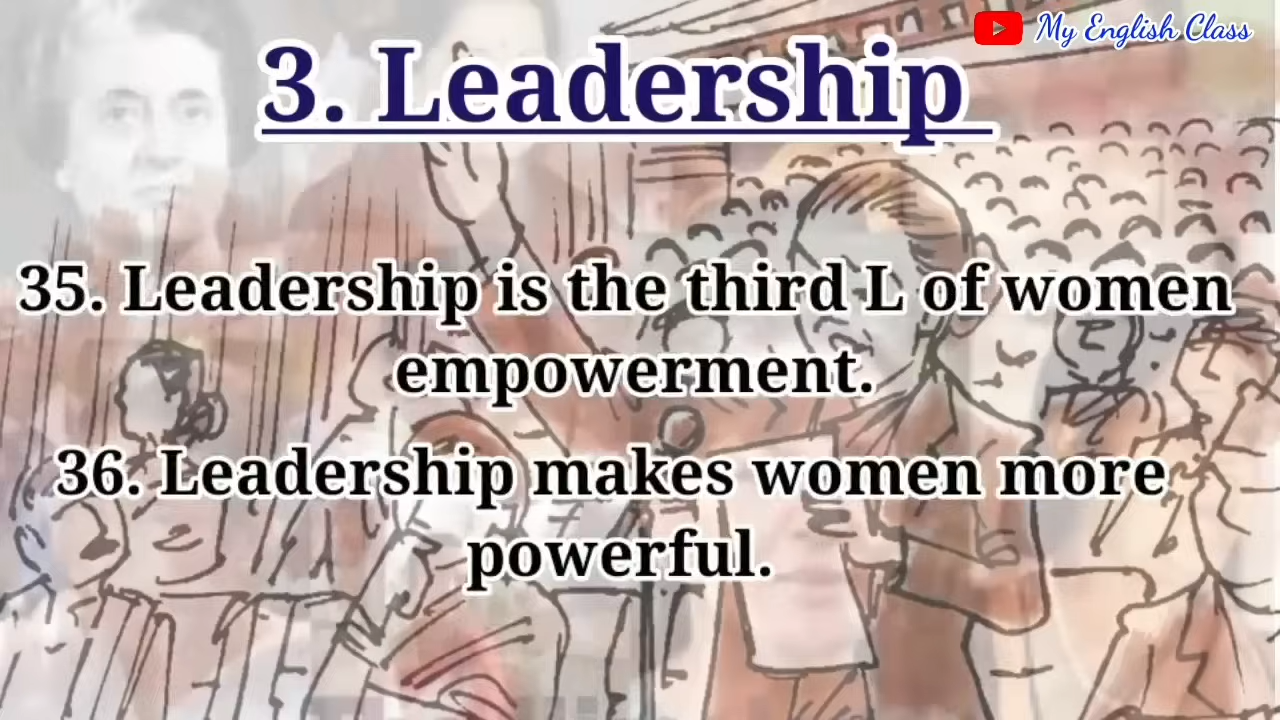 My English Class
3. Leadership
35. Leadership is the third L of women
empowerment.
36. Leadership makes women more
powerful.